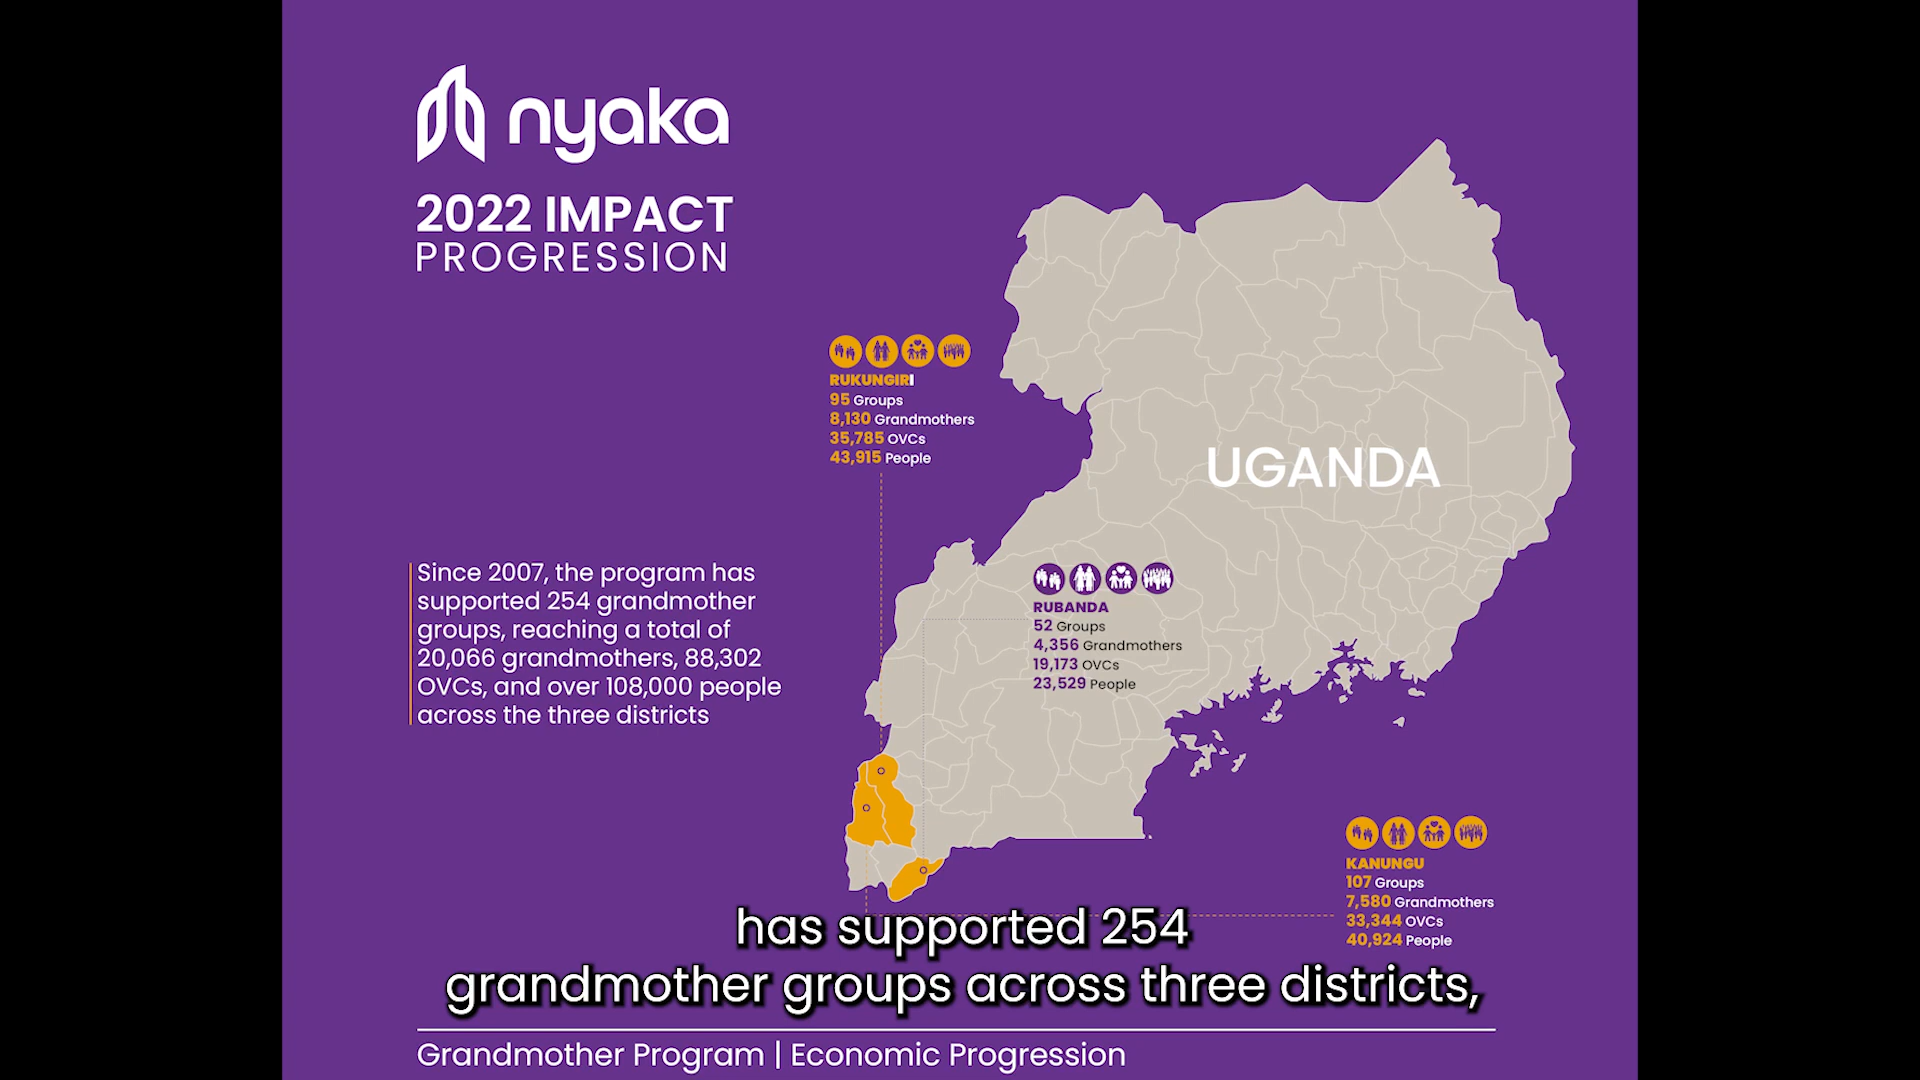 nyaka
2022 IMPACT
PROGRESSION
RUKUNGIRI
95 Groups
8,130 Grandmothers
35,785 OVCs
43,915 People
UGANDA
Since 2007, the program has
supported 254 grandmother
groups, reaching a total of
20,066 grandmothers, 88,302
OVCs, and over 108,000 people
across the three districts
RUBANDA
52 Groups
4,356 Grandmothers
19,173 OVCs
23,529 People
KANUNGU
107 Groups
7,580 Grandmothers
33,344 OVCs
40,924 People
has supported 254
grandmother groups across three districts,
Grandmother Program | Economic Progression